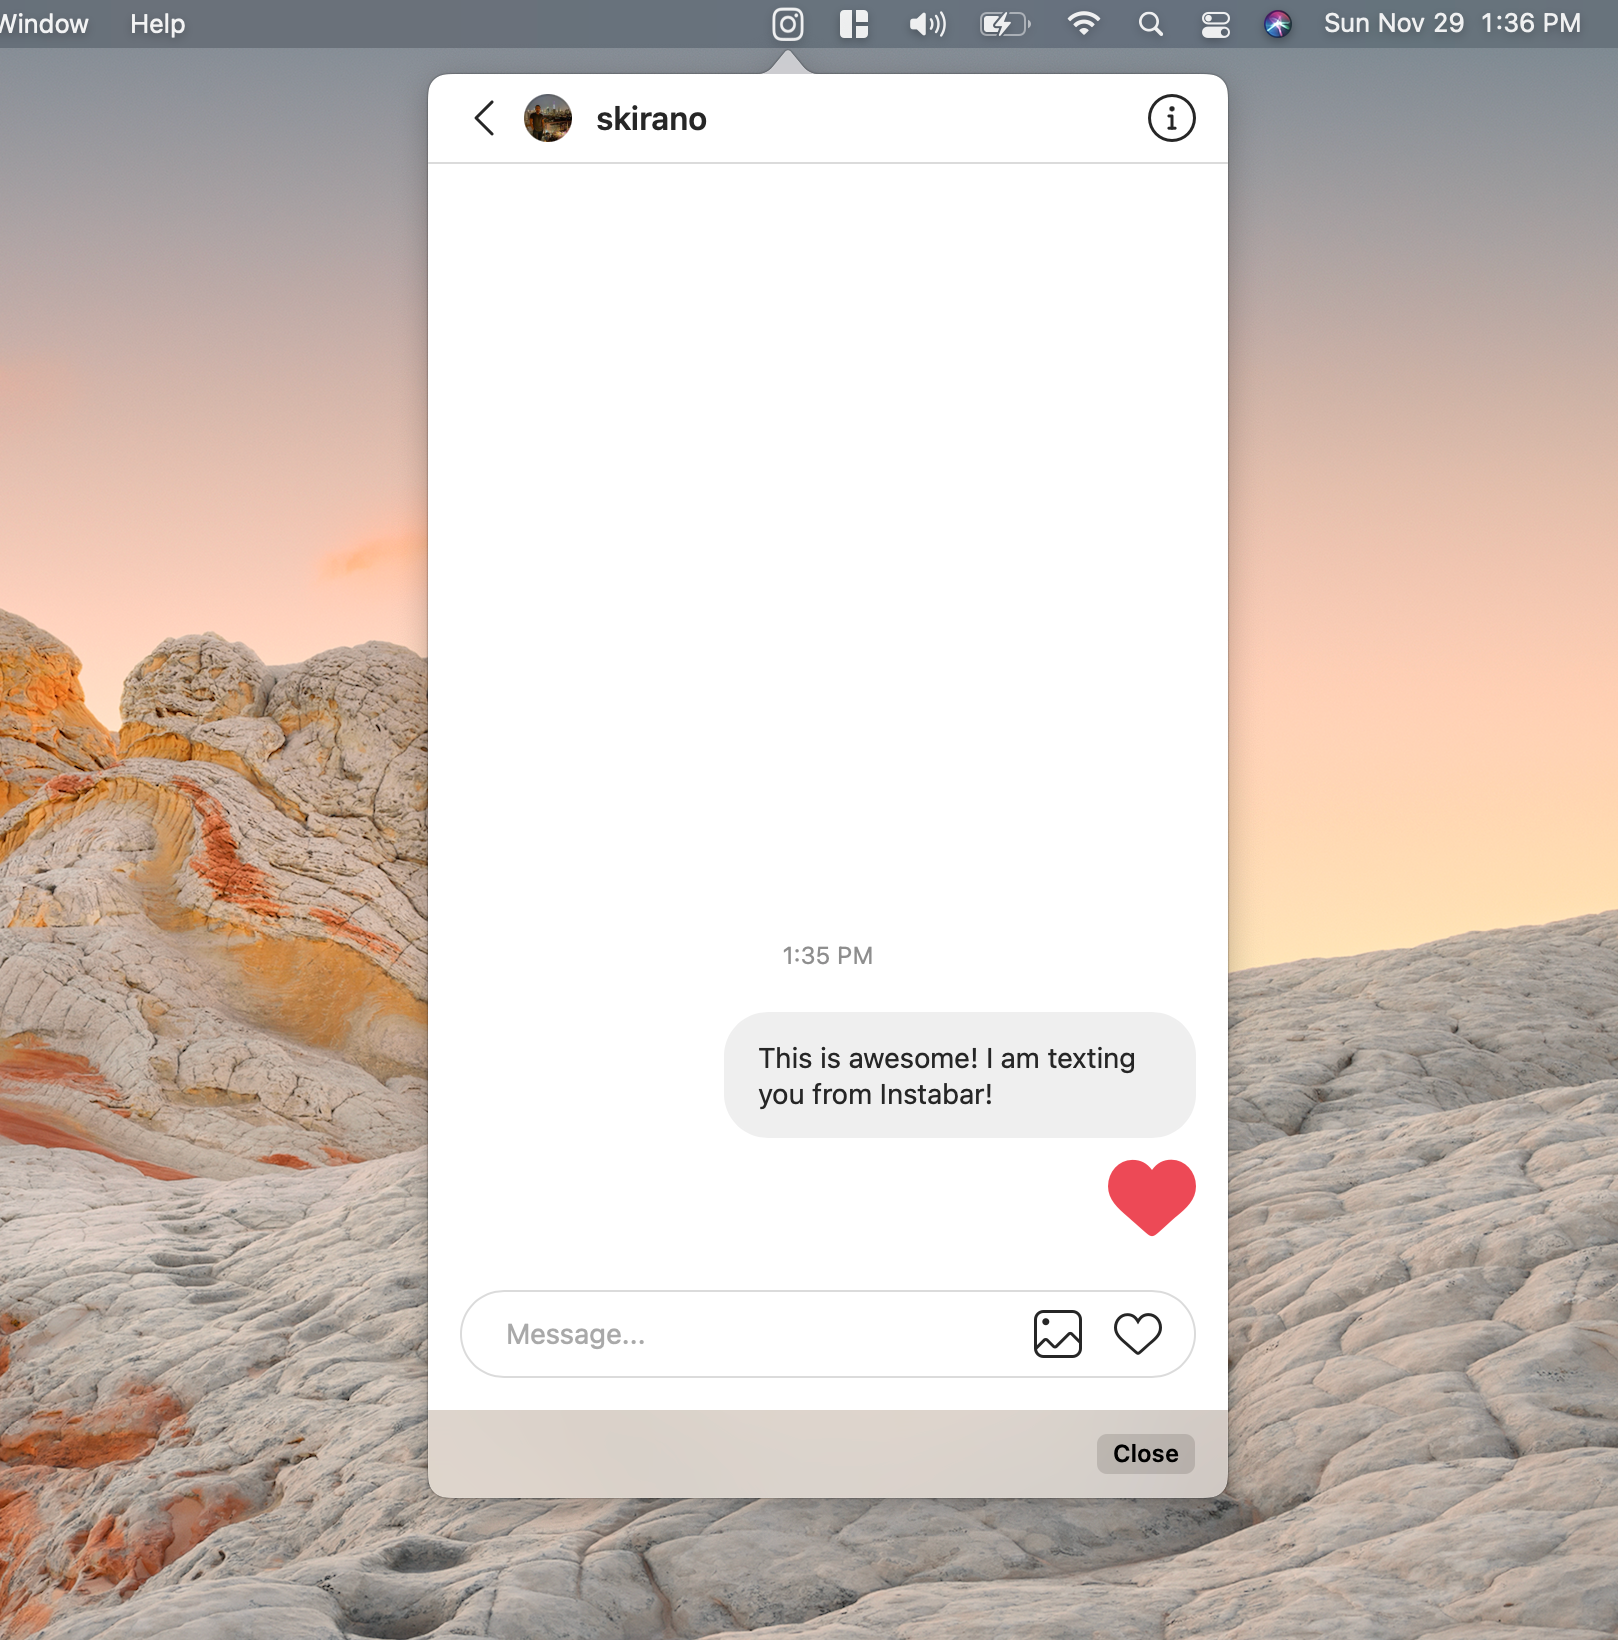 Window Help Sun Nov 29 1:36 PM
skirano
1:35 PM
This is awesome! I am texting
you from Instabar!
Message...
Close